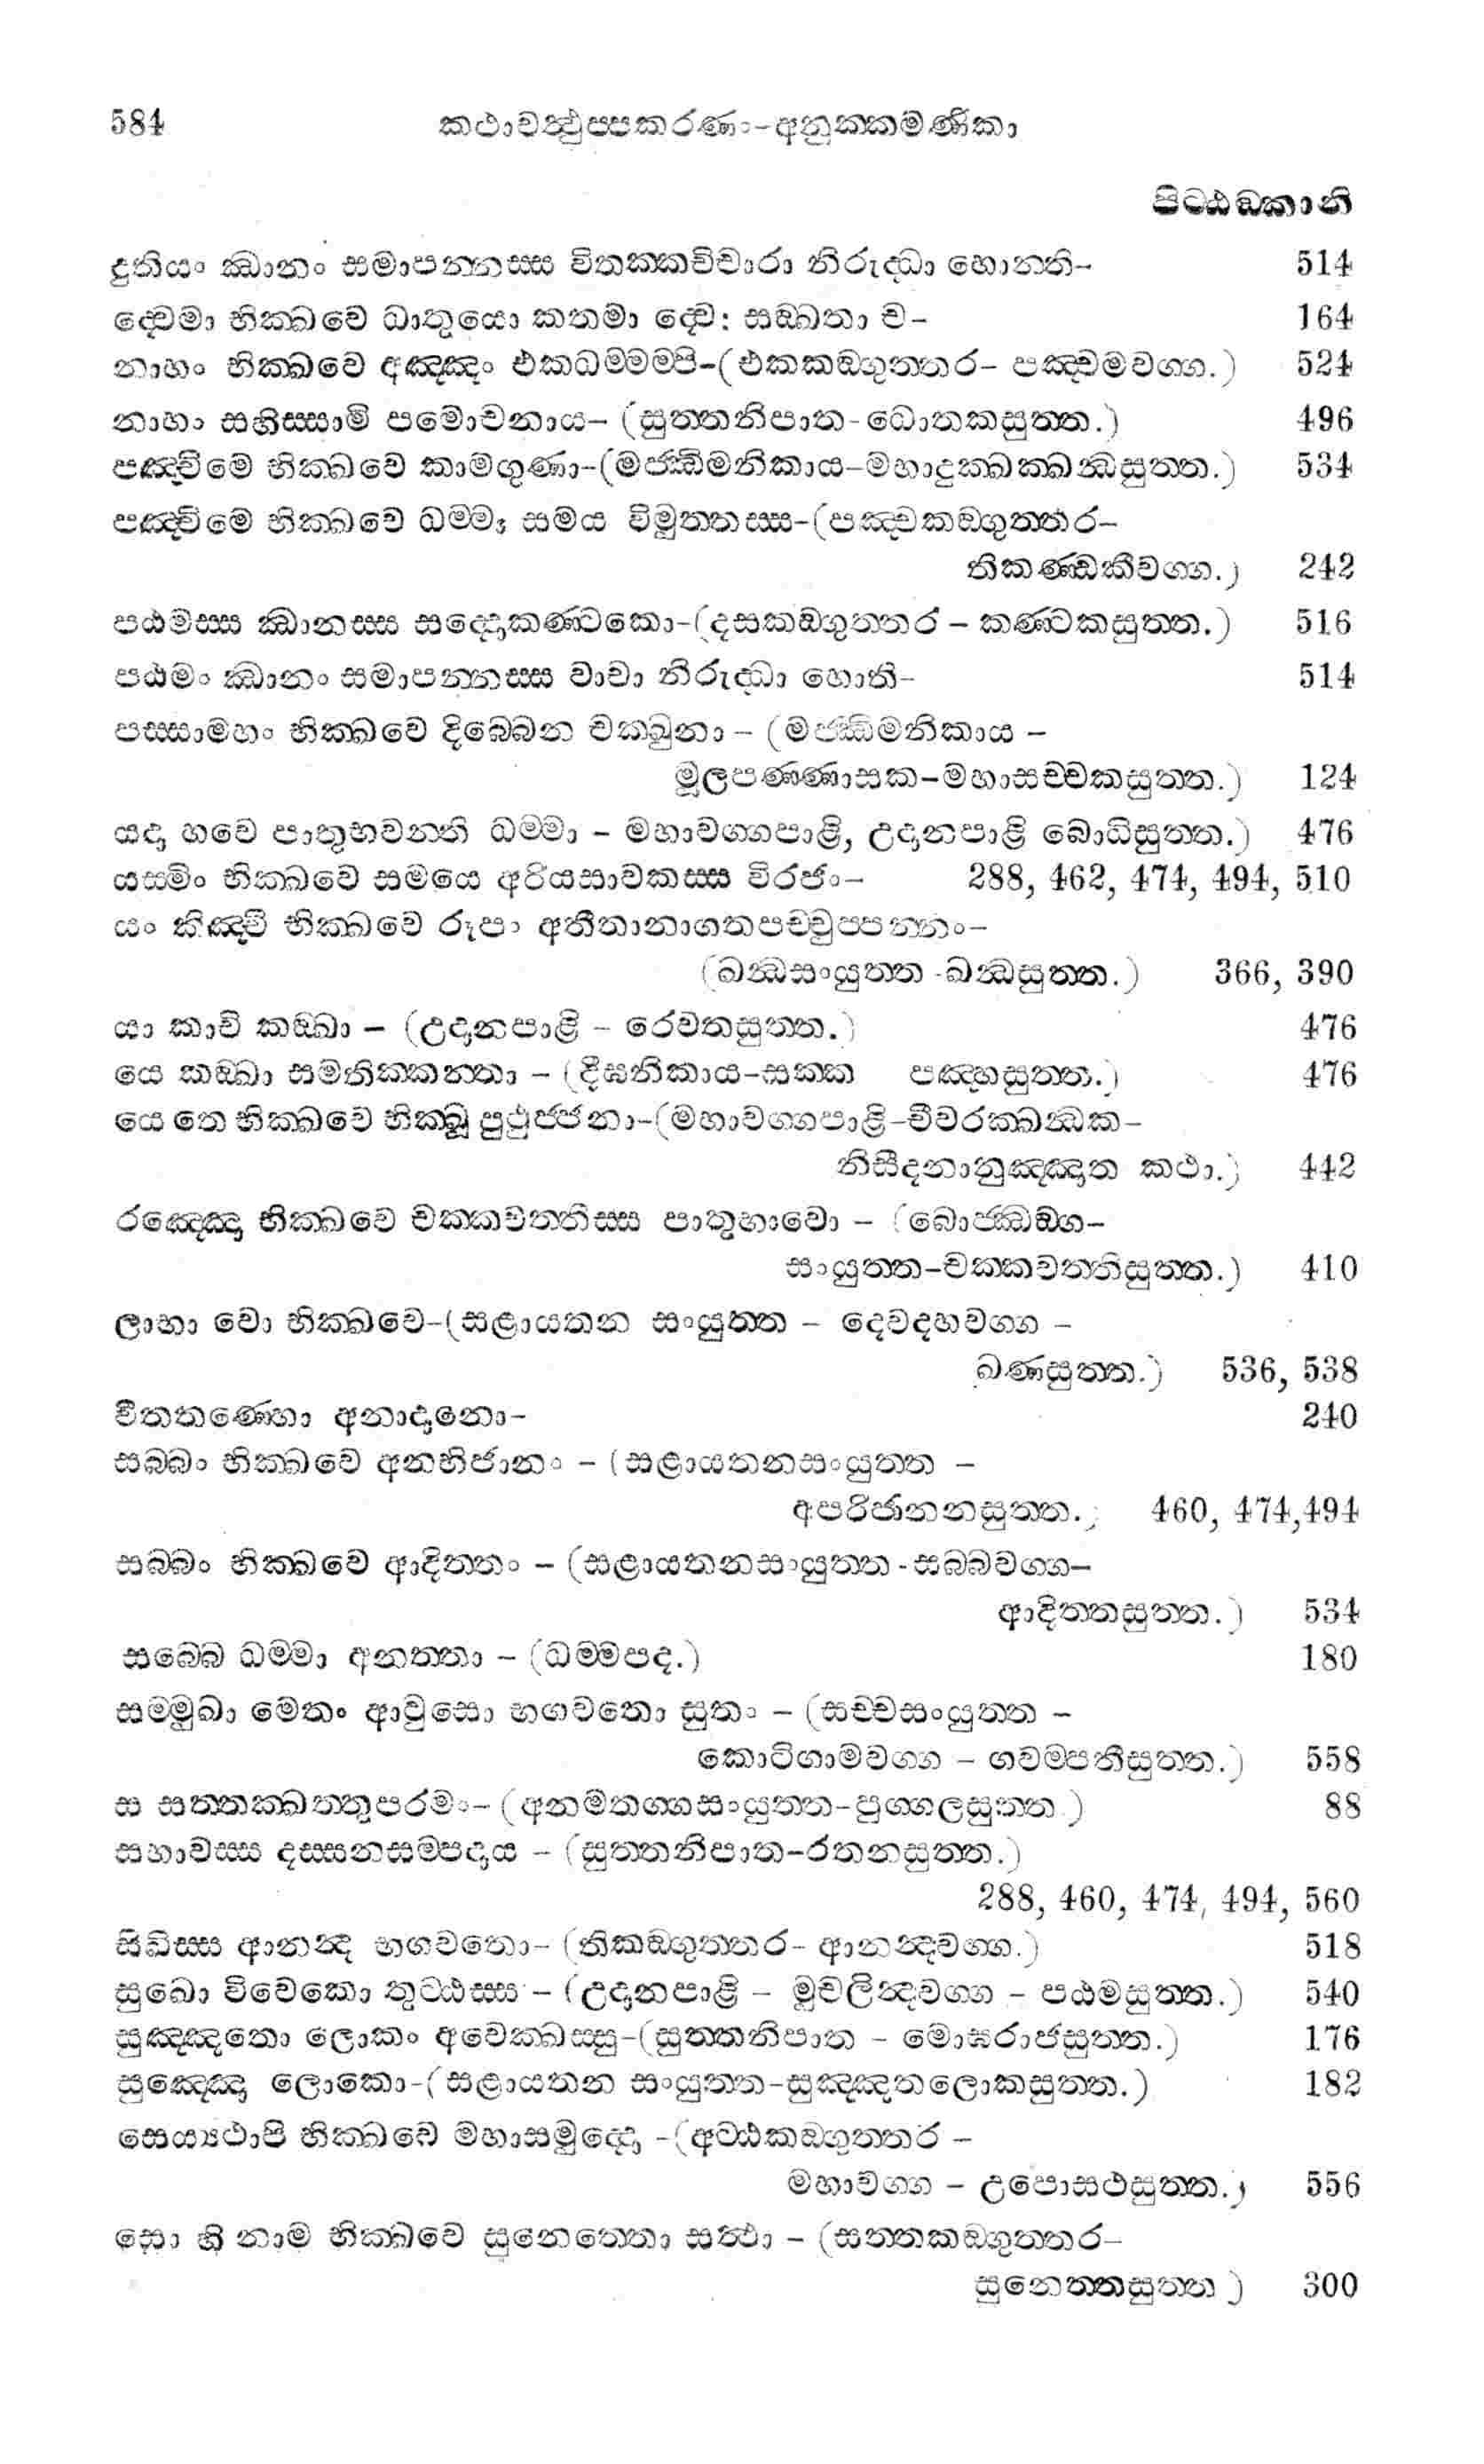 584 කථාවත්‍ථුප්පකරණං-අනුක්කමණිකා
පිට්ඨඞ්කානි
දුතියං ඣානං සමාපන්නස්ස විතක්කවිචාරා නිරුද්ධා හොන්ති- 514
ද්වෙමා භික්ඛවෙ ධාතුයො කතමා ද්වෙ: සඞ්ඛතා ච- 164
නාහං භික්ඛවෙ අඤ්ඤං එකධම්මම්පි-(එකකඞ්ගුත්තර- පඤ්චමවග්ග.) 524
නාහං සහිස්සාමි පමොචනාය- (සුත්තනිපාත-ධොතකසුත්ත.) 496
පඤ්චිමෙ භික්ඛවෙ කාමගුණා-(මජ්ඣිමනිකාය-මහාදුක්ඛක්ඛන්ධසුත්ත.) 534
පඤ්චිමෙ භික්ඛවෙ ධම්මා සමය විමුත්තස්ස-(පඤ්චකඞ්ගුත්තර-
තිකණ්ඩකීවග්ග.) 242
පඨමස්ස ඣානස්ස සද්දොකණ්ටකො-(දසකඞ්ගුත්තර - කණ්ටකසුත්ත.) 516
පඨමං ඣානං සමාපන්නස්ස වාචා නිරුද්ධා හොති- 514
පස්සාමහං භික්ඛවෙ දිබ්බෙන චක්ඛුනා - (මජ්ඣිමනිකාය -
මූලපණ්ණාසක-මහාසච්චකසුත්ත.) 124
යදා හවෙ පාතුභවන්ති ධම්මා - මහාවග්ගපාළි, උදානපාළි බොධිසුත්ත.) 476
යස්මිං භික්ඛවෙ සමයෙ අරියසාවකස්ස විරජං- 288, 462, 474, 494, 510
යං කිඤ්චි භික්ඛවෙ රූපං අතීතානාගතපච්චුප්පන්නං-
(ඛන්ධසංයුත්ත -ඛන්ධසුත්ත.) 366, 390
යා කාචි කඞ්ඛා - (උදානපාළි - රෙවතසුත්ත.) 476
යෙ කඞ්ඛා සමතික්කන්තා - (දීඝනිකාය-සක්ක පඤ්හසුත්ත.) 476
යෙ තෙ භික්ඛවෙ භික්ඛූ පුථුජ්ජනා-(මහාවග්ගපාළි-චීවරක්ඛන්ධක-
නිසීදනානුඤ්ඤාත කථා.) 442
රඤ්ඤො භික්ඛවෙ චක්කවත්තිස්ස පාතුභාවො - (බොජ්ඣඞ්ග-
සංයුත්ත-චක්කවත්තිසුත්ත.) 410
ලාභා වො භික්ඛවෙ-(සළායතන සංයුත්ත - දෙවදහවග්ග -
ඛණසුත්ත.) 536, 538
වීතතණ්හො අනාදානො- 240
සබ්බං භික්ඛවෙ අනභිජානං - (සළායතනසංයුත්ත -
අපරිජානනසුත්ත.) 460, 474,494
සබ්බං භික්ඛවෙ ආදිත්තං - (සළායතනසංයුත්ත -සබ්බවග්ග-
ආදිත්තසුත්ත.) 534
සබ්බෙ ධම්මා අනත්තා - (ධම්මපද.) 180
සම්මුඛා මෙතං ආවුසො භගවතො සුතං - (සච්චසංයුත්ත -
කොටිගාමවග්ග - ගවම්පතීසුත්ත.) 558
ස සත්තක්ඛත්තුපරමං- (අනමතග්ගසංයුත්ත-පුග්ගලසුත්ත.) 88
සහාවස්ස දස්සනසම්පදාය - (සුත්තනිපාත-රතනසුත්ත.)
288, 460, 474, 494, 560
සිඛිස්ස ආනන්ද භගවතො- (තිකඞ්ගුත්තර- ආනන්දවග්ග.) 518
සුඛො විවෙකො තුට්ඨස්ස - (උදානපාළි - මුචලින්දවග්ග - පඨමසුත්ත.) 540
සුඤ්ඤතො ලොකං අවෙක්ඛස්සු-(සුත්තනිපාත - මොඝරාජසුත්ත.) 176
සුඤ්ඤො ලොකො-(සළායතන සංයුත්ත-සුඤ්ඤතලොකසුත්ත.) 182
සෙය්‍යථාපි භික්ඛවෙ මහාසමුද්දො -(අට්ඨකඞ්ගුත්තර -
මහාවග්ග - උපොසථසුත්ත.) 556
සො හි නාම භික්ඛවෙ සුනෙත්තො සත්‍ථා - (සත්තකඞ්ගුත්තර-
සුනෙත්තසුත්ත ) 300